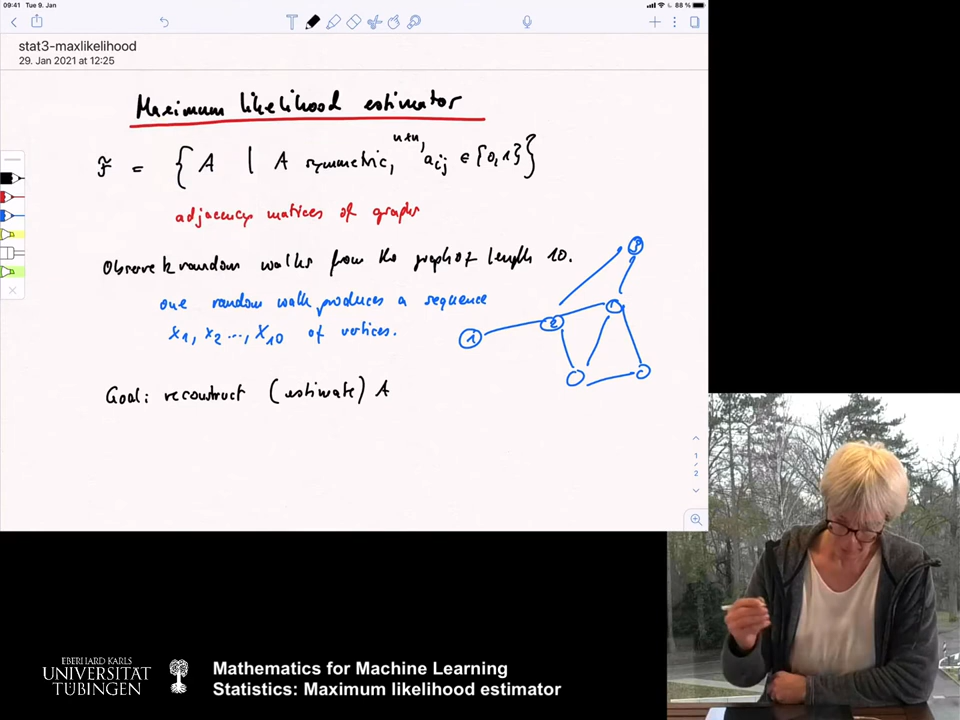 09:41 Tue 9. Jan
88 %
stat3-maxlikelihood
29. Jan 2021 at 12:25
Maximum likelihood estimator
F̃ = { A | A symmetric, n×n, aij ∈ {0,1} }
adjacency matrices of graphs
Observe k random walks from the graph of length 10.
one random walk produces a sequence
x1, x2 ..., x10 of vertices.
Goal: reconstruct (estimate) A
1
/
2
EBERHARD KARLS
UNIVERSITÄT
TÜBINGEN
Mathematics for Machine Learning
Statistics: Maximum likelihood estimator